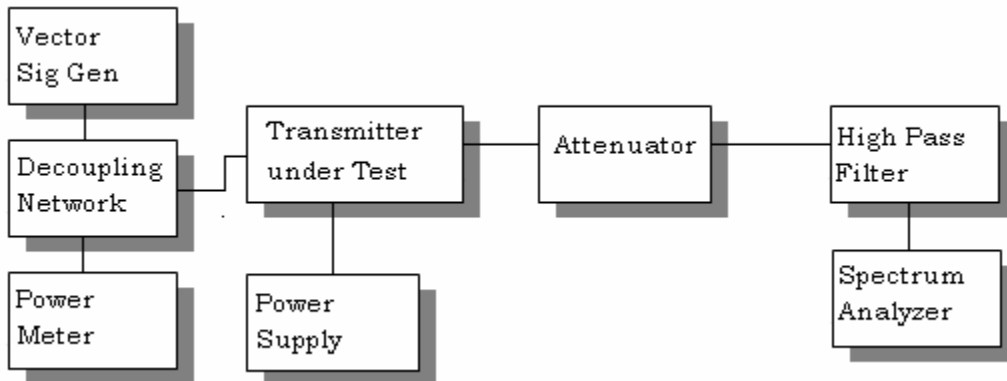 Vector
Sig Gen
Decoupling
Network
Power
Meter
Transmitter
under Test
Power
Supply
Attenuator
High Pass
Filter
Spectrum
Analyzer